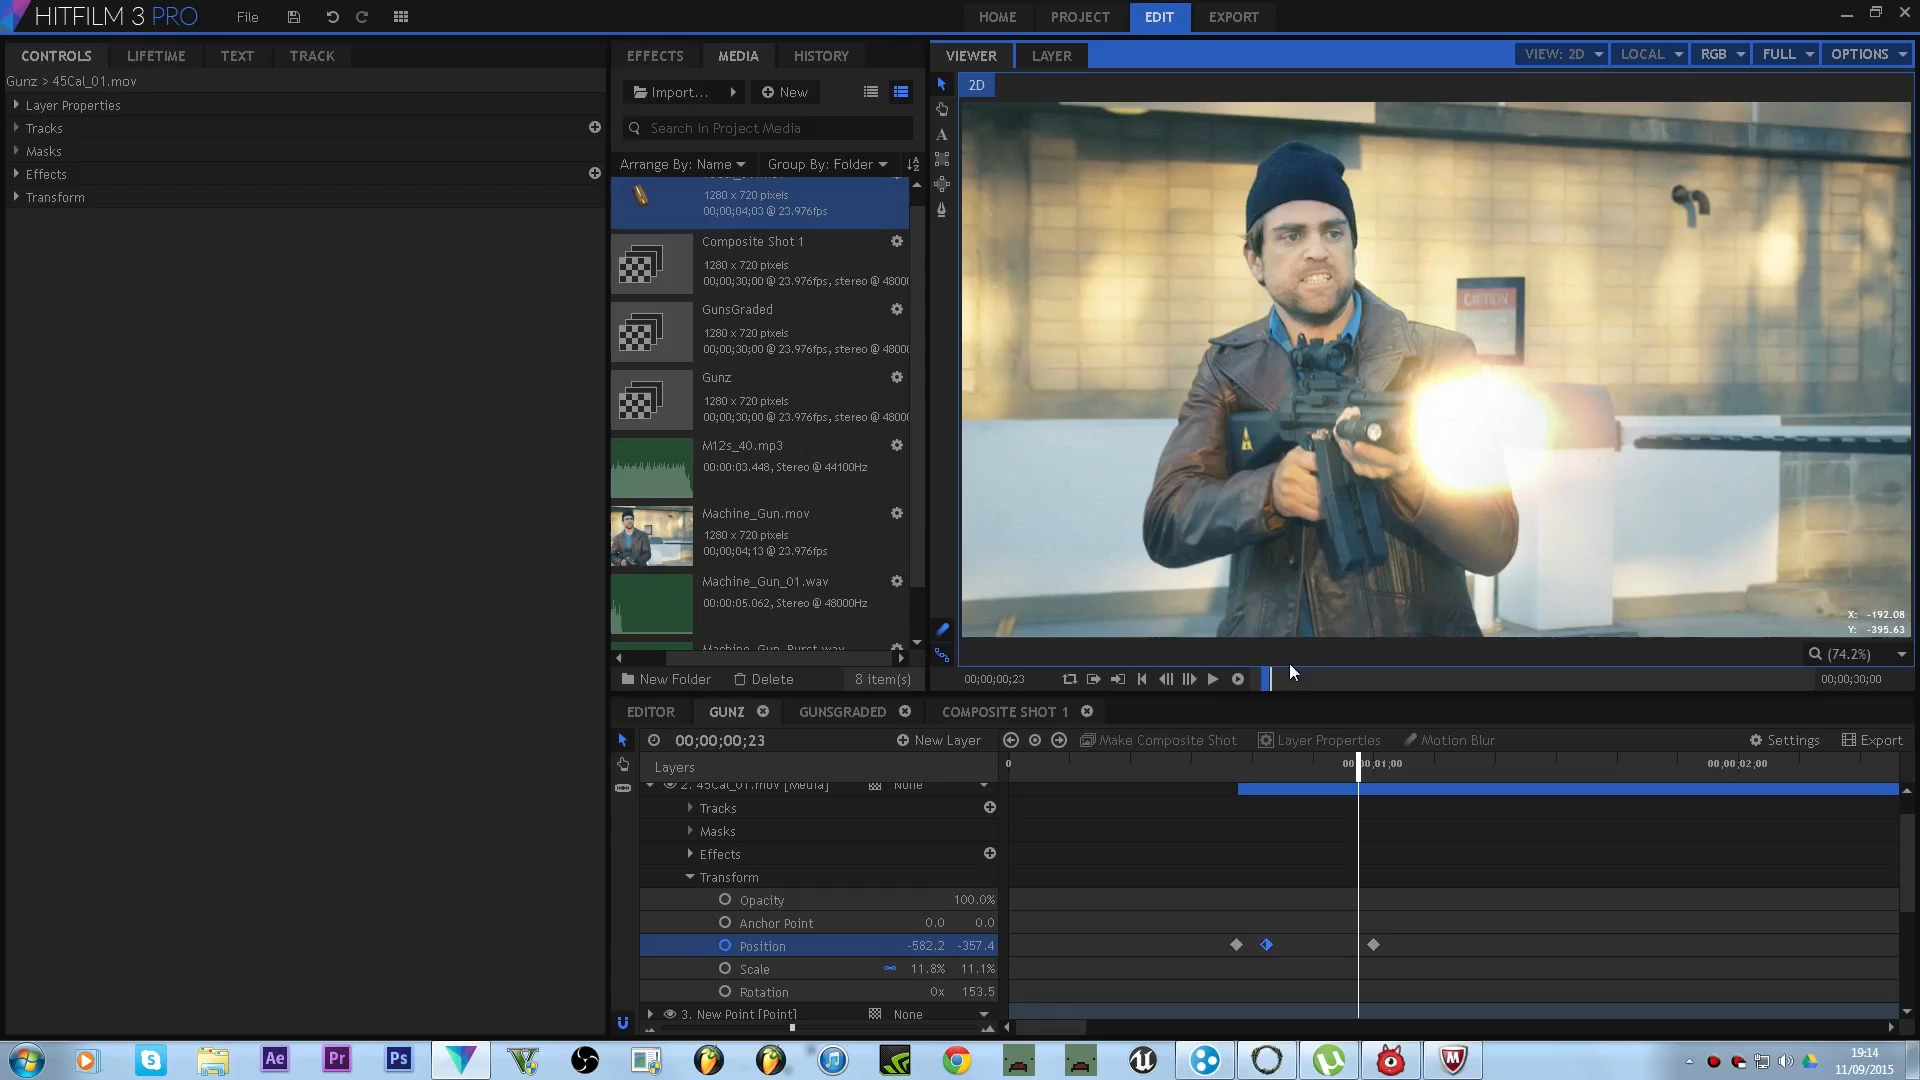 HITFILM 3 PRO
File
HOME
PROJECT
EDIT
EXPORT
CONTROLS
LIFETIME
TEXT
TRACK
Gunz > 45Cal_01.mov
Layer Properties
Tracks
Masks
Effects
Transform
EFFECTS
MEDIA
HISTORY
Import...
New
Search in Project Media
Arrange By: Name
Group By: Folder
1280 x 720 pixels
00;00;04;03 @ 23.976fps
Composite Shot 1
1280 x 720 pixels
00;00;30;00 @ 23.976fps, stereo @ 4800
GunsGraded
1280 x 720 pixels
00;00;30;00 @ 23.976fps, stereo @ 4800
Gunz
1280 x 720 pixels
00;00;30;00 @ 23.976fps, stereo @ 4800
M12s_40.mp3
00:00:03.448, Stereo @ 44100Hz
Machine_Gun.mov
1280 x 720 pixels
00;00;04;13 @ 23.976fps
Machine_Gun_01.wav
00:00:05.062, Stereo @ 48000Hz
Machine_Gun_Burst.wav
New Folder
Delete
8 item(s)
VIEWER
LAYER
VIEW: 2D
LOCAL
RGB
FULL
OPTIONS
2D
CAUTION
X: -192.08
Y: -395.63
(74.2%)
00;00;00;23
00;00;30;00
EDITOR
GUNZ
GUNSGRADED
COMPOSITE SHOT 1
00;00;00;23
New Layer
Make Composite Shot
Layer Properties
Motion Blur
Settings
Export
Layers
0
00;00;01;00
00;00;02;00
2. 45Cal_01.mov [Media]
None
Tracks
Masks
Effects
Transform
Opacity 100.0%
Anchor Point 0.0 0.0
Position -582.2 -357.4
Scale 11.8% 11.1%
Rotation 0x 153.5
3. New Point [Point]
None
Ae
Pr
Ps
19:14
11/09/2015